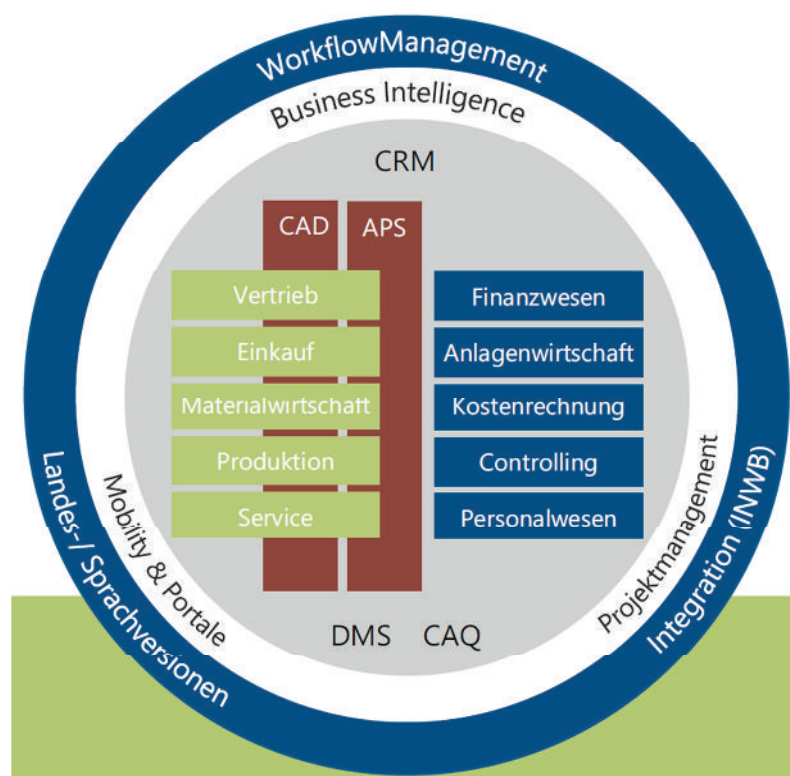 WorkflowManagement
Business Intelligence
CRM
CAD
APS
Vertrieb
Einkauf
Materialwirtschaft
Produktion
Service
Finanzwesen
Anlagenwirtschaft
Kostenrechnung
Controlling
Personalwesen
DMS
CAQ
Mobility & Portale
Projektmanagement
Landes-/ Sprachversionen
Integration (INWB)